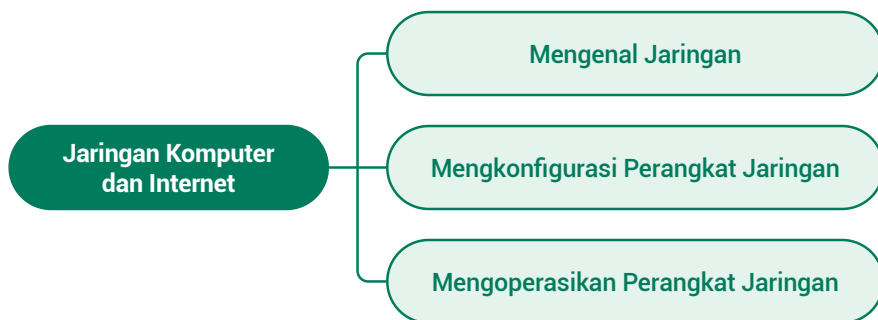 Jaringan Komputer
dan Internet
Mengenal Jaringan
Mengkonfigurasi Perangkat Jaringan
Mengoperasikan Perangkat Jaringan